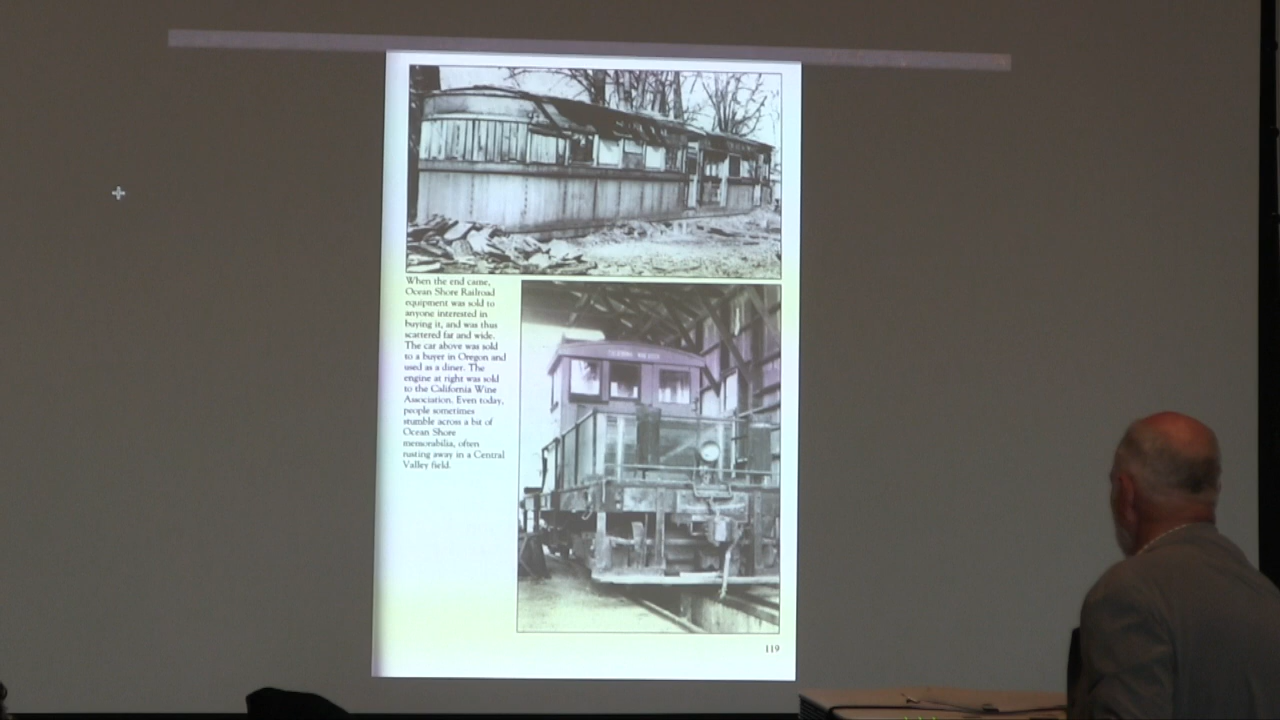 When the end came,
Ocean Shore Railroad
equipment was sold to
anyone interested in
buying it, and was thus
scattered far and wide.
The car above was sold
to a buyer in Oregon and
used as a diner. The
engine at right was sold
to the California Wine
Association. Even today,
people sometimes
stumble across a bit of
Ocean Shore
memorabilia, often
rusting away in a Central
Valley field.
119